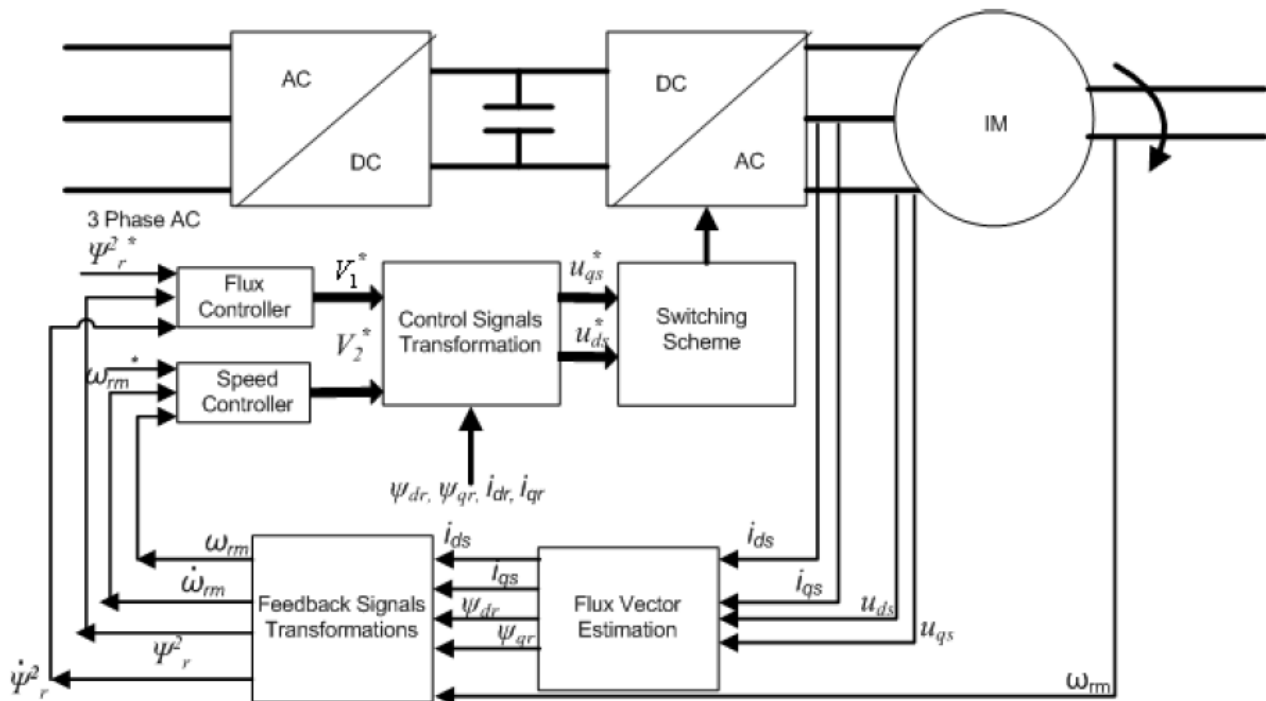 AC
DC
DC
AC
IM
3 Phase AC
Ψ²r*
Flux
Controller
V1*
V2*
Control Signals
Transformation
uqs*
uds*
Switching
Scheme
ωrm*
Speed
Controller
ψdr, ψqr, idr, iqr
ωrm
ω̇rm
Ψ²r
ψ̇²r
Feedback Signals
Transformations
ids
iqs
ψdr
ψqr
Flux Vector
Estimation
ids
iqs
uds
uqs
ωrm